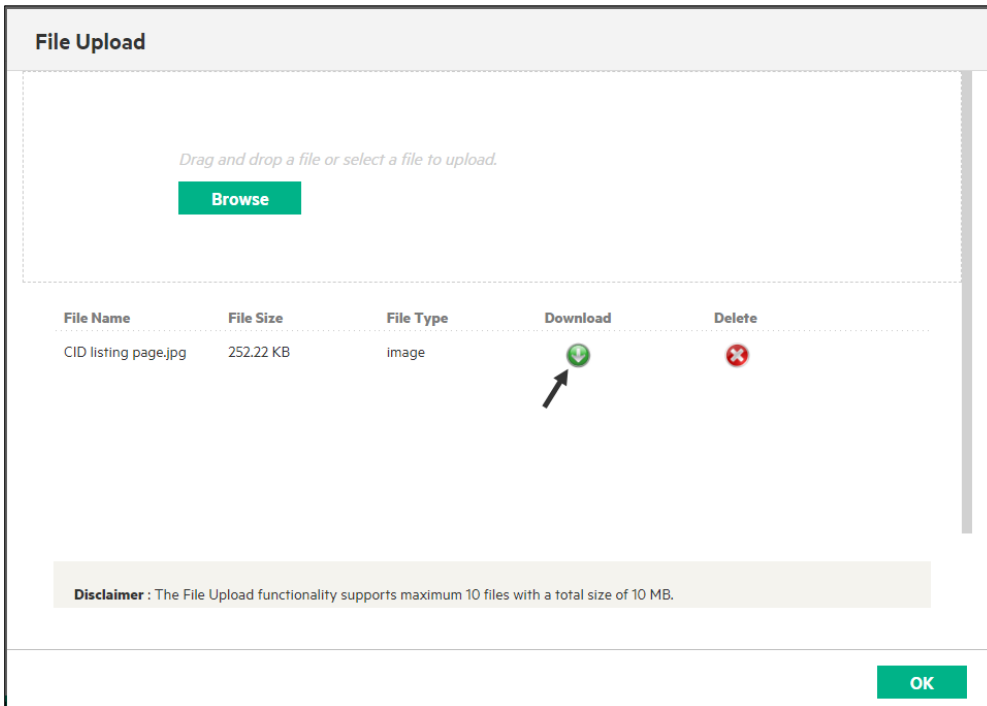 File Upload
Drag and drop a file or select a file to upload.
Browse
File Name File Size File Type Download Delete
CID listing page.jpg 252.22 KB image
Disclaimer : The File Upload functionality supports maximum 10 files with a total size of 10 MB.
OK